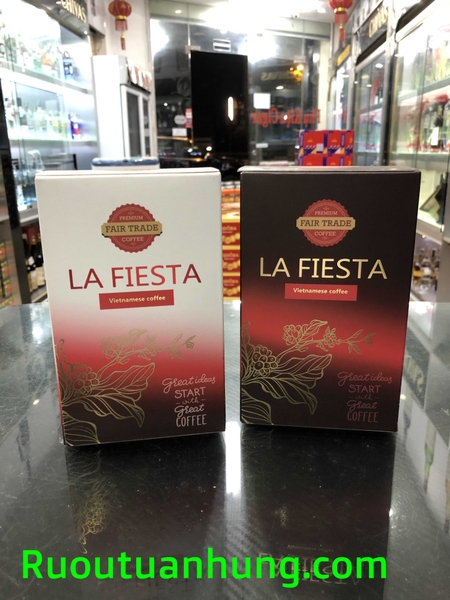 CHIVAS
PREMIUM
FAIR TRADE
COFFEE
LA FIESTA
Vietnamese coffee
Great ideas
START
with
Great
COFFEE
PREMIUM
FAIR TRADE
COFFEE
LA FIESTA
Vietnamese coffee
Great ideas
START
with
Great
COFFEE
Ruoutuanhung.com